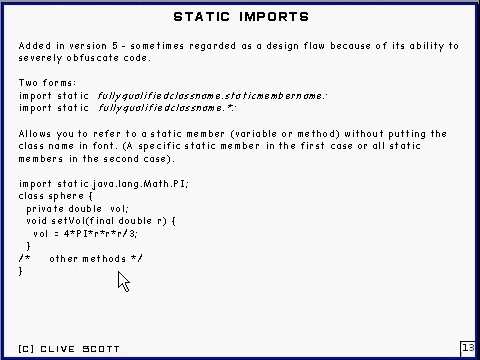 STATIC IMPORTS
Added in version 5 - sometimes regarded as a design flaw because of its ability to
severely obfuscate code.
Two forms:
import static fullyqualifiedclassname.staticmembername;
import static fullyqualifiedclassname.*;
Allows you to refer to a static member (variable or method) without putting the
class name in font. (A specific static member in the first case or all static
members in the second case).
import static java.lang.Math.PI;
class sphere {
private double vol;
void setVol(final double r) {
vol = 4*PI*r*r*r/3;
}
/* other methods */
}
(C) CLIVE SCOTT
13